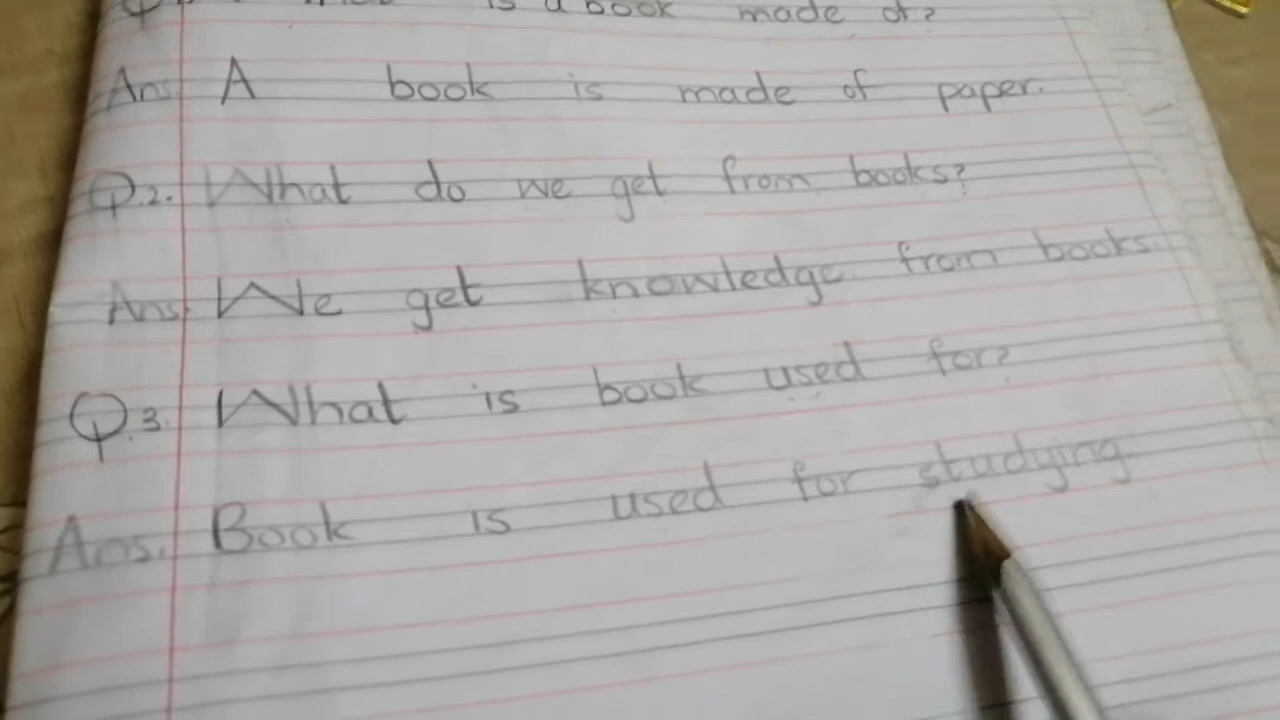 is a book made of?
Ans A book is made of paper.
Q.2. What do we get from books?
Ans We get knowledge from books.
Q.3. What is book used for?
Ans. Book is used for studying